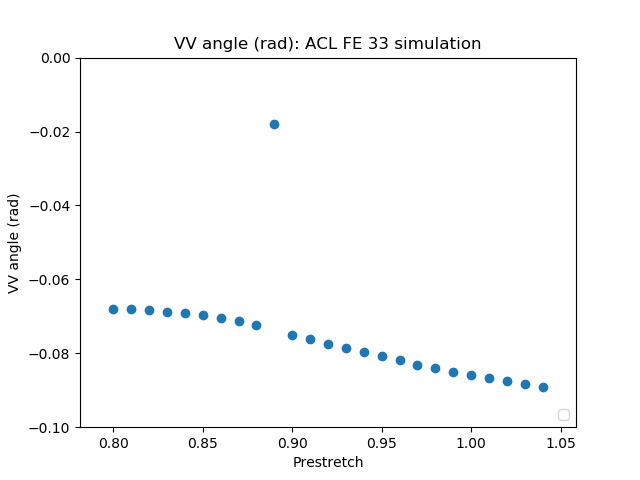 VV angle (rad): ACL FE 33 simulation
0.00
−0.02
−0.04
−0.06
−0.08
−0.10
VV angle (rad)
0.80 0.85 0.90 0.95 1.00 1.05
Prestretch